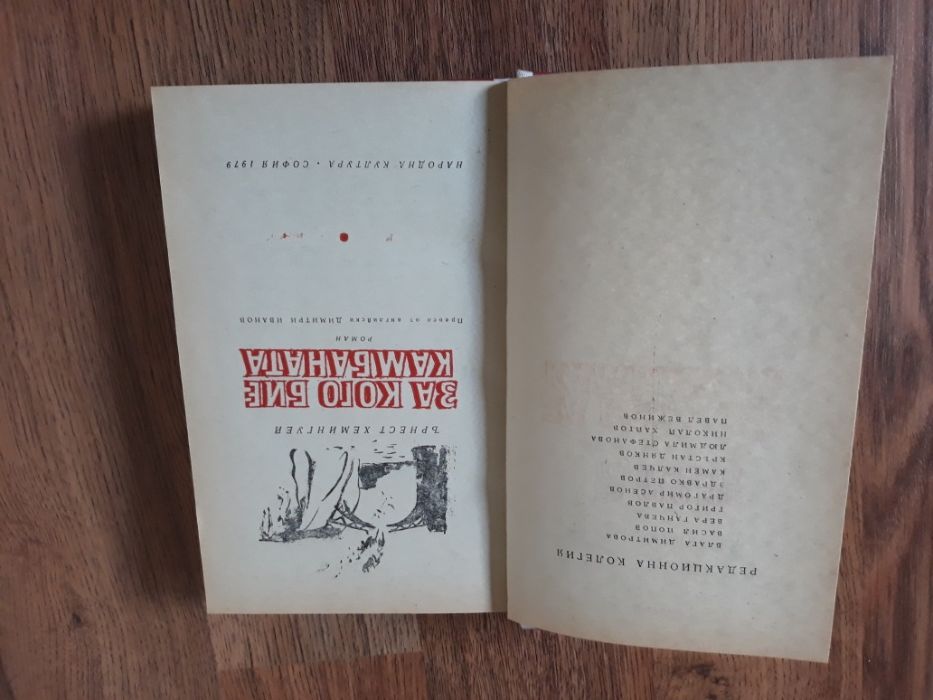 РЕДАКЦИОННА КОЛЕГИЯ
БЛАГА ДИМИТРОВА
ВАСИЛ ПОПОВ
ВЕРА ГАНЧЕВА
ГРИГОР ПАВЛОВ
ДРАГОМИР АСЕНОВ
ЗДРАВКО ПЕТРОВ
КАМЕН КАЛЧЕВ
КРЪСТАН ДЯНКОВ
ЛЮДМИЛА СТЕФАНОВА
НИКОЛАЙ ХАЙТОВ
ПАВЕЛ ВЕЖИНОВ
ЪРНЕСТ ХЕМИНГУЕЙ
ЗА КОГО БИЕ
КАМБАНАТА
РОМАН
Превел от английски ДИМИТРИ ИВАНОВ
НАРОДНА КУЛТУРА • СОФИЯ 1979